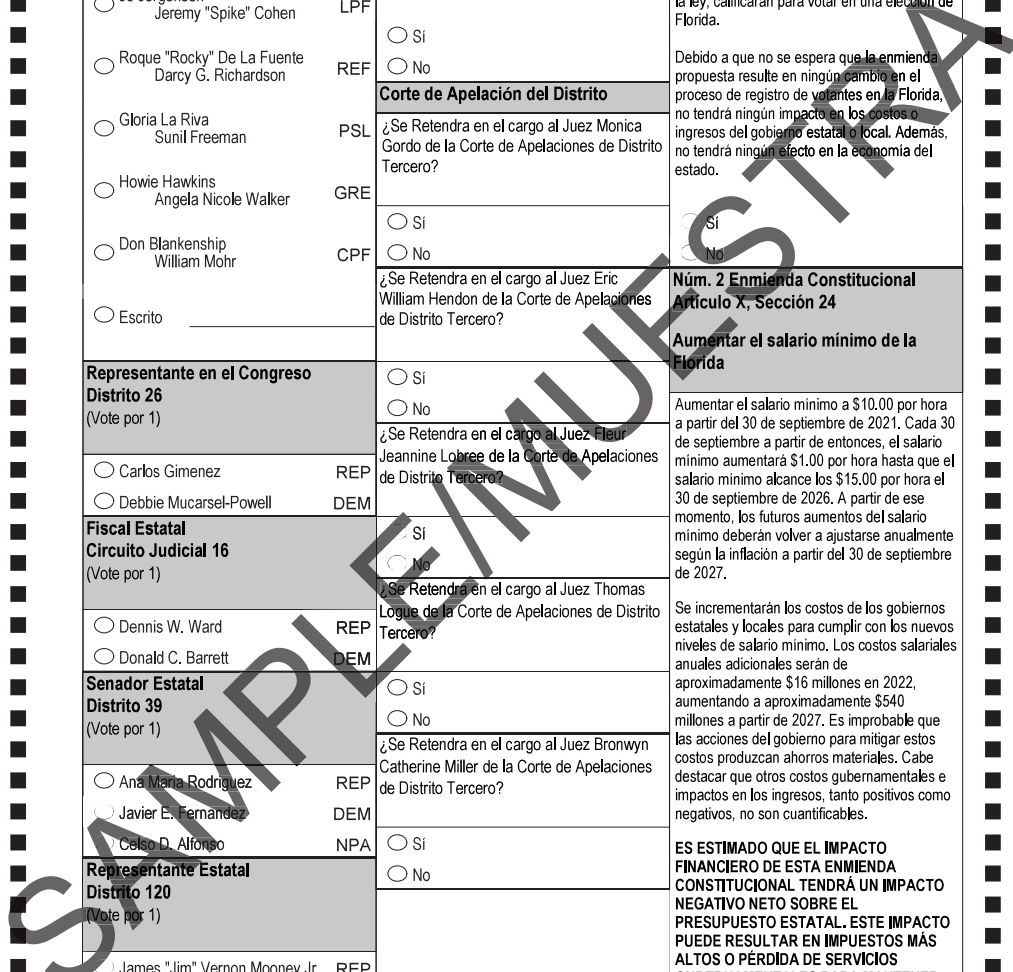 Jeremy "Spike" Cohen LPF
Roque "Rocky" De La Fuente
Darcy G. Richardson REF
Gloria La Riva
Sunil Freeman PSL
Howie Hawkins
Angela Nicole Walker GRE
Don Blankenship
William Mohr CPF
Escrito
Representante en el Congreso
Distrito 26
(Vote por 1)
Carlos Gimenez REP
Debbie Mucarsel-Powell DEM
Fiscal Estatal
Circuito Judicial 16
(Vote por 1)
Dennis W. Ward REP
Donald C. Barrett DEM
Senador Estatal
Distrito 39
(Vote por 1)
Ana Maria Rodriguez REP
Javier E. Fernandez DEM
Celso D. Alfonso NPA
Representante Estatal
Distrito 120
(Vote por 1)
James "Jim" Vernon Mooney Jr. REP
Sí
No
Corte de Apelación del Distrito
¿Se Retendra en el cargo al Juez Monica
Gordo de la Corte de Apelaciones de Distrito
Tercero?
Sí
No
¿Se Retendra en el cargo al Juez Eric
William Hendon de la Corte de Apelaciones
de Distrito Tercero?
Sí
No
¿Se Retendra en el cargo al Juez Fleur
Jeannine Lobree de la Corte de Apelaciones
de Distrito Tercero?
Sí
No
¿Se Retendra en el cargo al Juez Thomas
Logue de la Corte de Apelaciones de Distrito
Tercero?
Sí
No
¿Se Retendra en el cargo al Juez Bronwyn
Catherine Miller de la Corte de Apelaciones
de Distrito Tercero?
Sí
No
la ley, calificarán para votar en una elección de
Florida.
Debido a que no se espera que la enmienda
propuesta resulte en ningún cambio en el
proceso de registro de votantes en la Florida,
no tendrá ningún impacto en los costos o
ingresos del gobierno estatal o local. Además,
no tendrá ningún efecto en la economía del
estado.
Sí
No
Núm. 2 Enmienda Constitucional
Artículo X, Sección 24
Aumentar el salario mínimo de la
Florida
Aumentar el salario mínimo a $10.00 por hora
a partir del 30 de septiembre de 2021. Cada 30
de septiembre a partir de entonces, el salario
mínimo aumentará $1.00 por hora hasta que el
salario mínimo alcance los $15.00 por hora el
30 de septiembre de 2026. A partir de ese
momento, los futuros aumentos del salario
mínimo deberán volver a ajustarse anualmente
según la inflación a partir del 30 de septiembre
de 2027.
Se incrementarán los costos de los gobiernos
estatales y locales para cumplir con los nuevos
niveles de salario mínimo. Los costos salariales
anuales adicionales serán de
aproximadamente $16 millones en 2022,
aumentando a aproximadamente $540
millones a partir de 2027. Es improbable que
las acciones del gobierno para mitigar estos
costos produzcan ahorros materiales. Cabe
destacar que otros costos gubernamentales e
impactos en los ingresos, tanto positivos como
negativos, no son cuantificables.
ES ESTIMADO QUE EL IMPACTO
FINANCIERO DE ESTA ENMIENDA
CONSTITUCIONAL TENDRÁ UN IMPACTO
NEGATIVO NETO SOBRE EL
PRESUPUESTO ESTATAL. ESTE IMPACTO
PUEDE RESULTAR EN IMPUESTOS MÁS
ALTOS O PÉRDIDA DE SERVICIOS
SAMPLE/MUESTRA